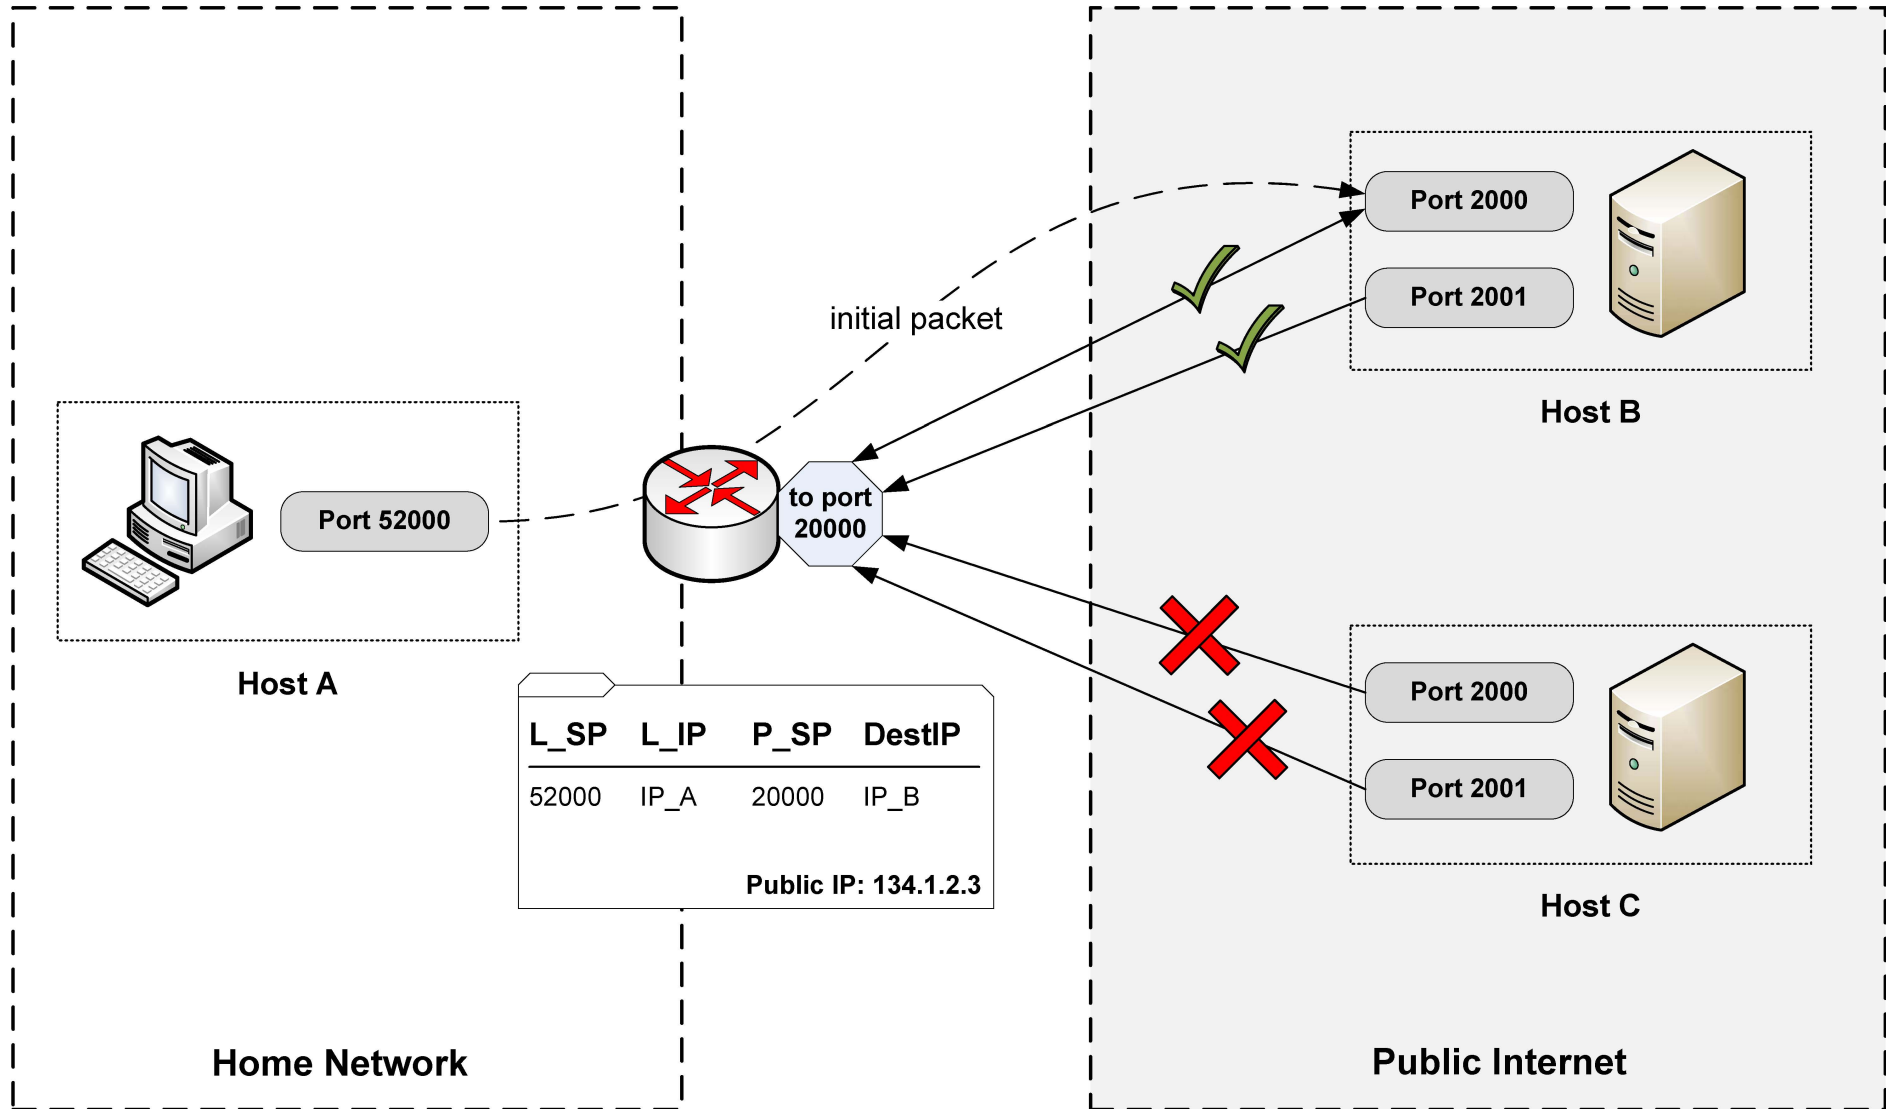 Port 2000
Port 2001
Host B
initial packet
to port
20000
Port 52000
Host A
L_SP L_IP P_SP DestIP
52000 IP_A 20000 IP_B
Public IP: 134.1.2.3
Port 2000
Port 2001
Host C
Home Network
Public Internet